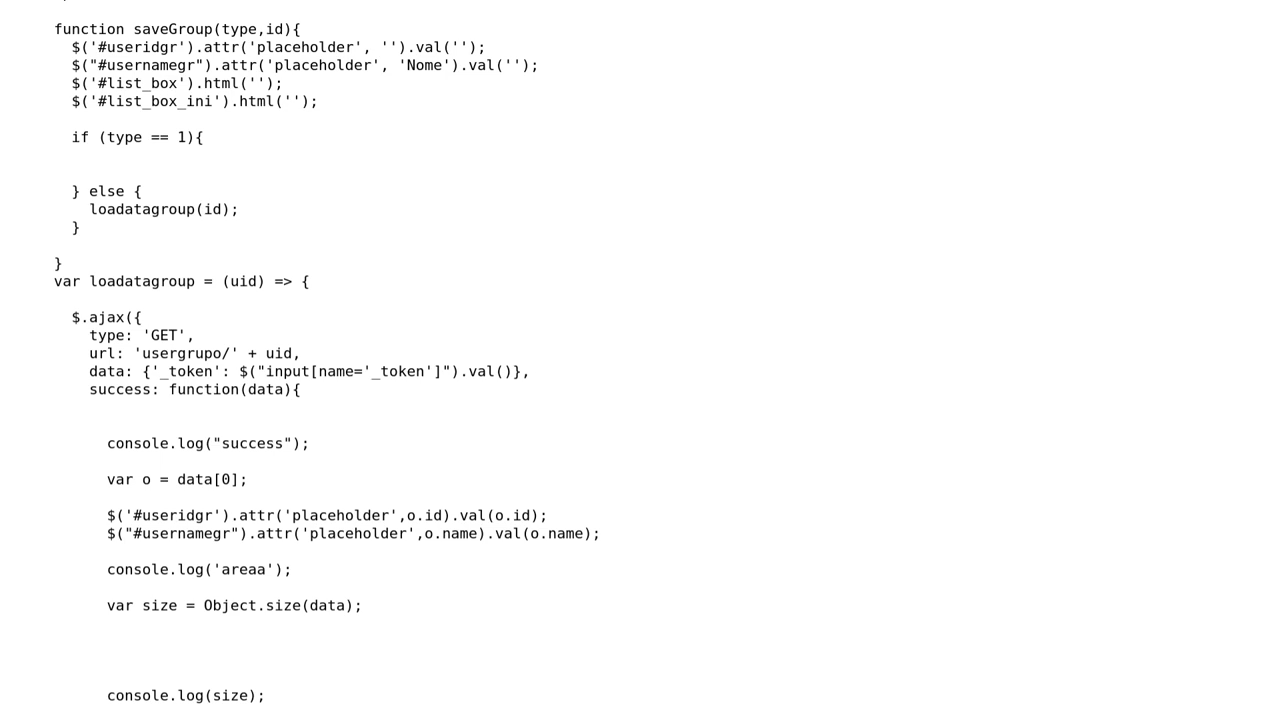 function saveGroup(type,id){
$('#useridgr').attr('placeholder', '').val('');
$("#usernamegr").attr('placeholder', 'Nome').val('');
$('#list_box').html('');
$('#list_box_ini').html('');
if (type == 1){
} else {
loadatagroup(id);
}
}
var loadatagroup = (uid) => {
$.ajax({
type: 'GET',
url: 'usergrupo/' + uid,
data: {'_token': $("input[name='_token']").val()},
success: function(data){
console.log("success");
var o = data[0];
$('#useridgr').attr('placeholder',o.id).val(o.id);
$("#usernamegr").attr('placeholder',o.name).val(o.name);
console.log('areaa');
var size = Object.size(data);
console.log(size);